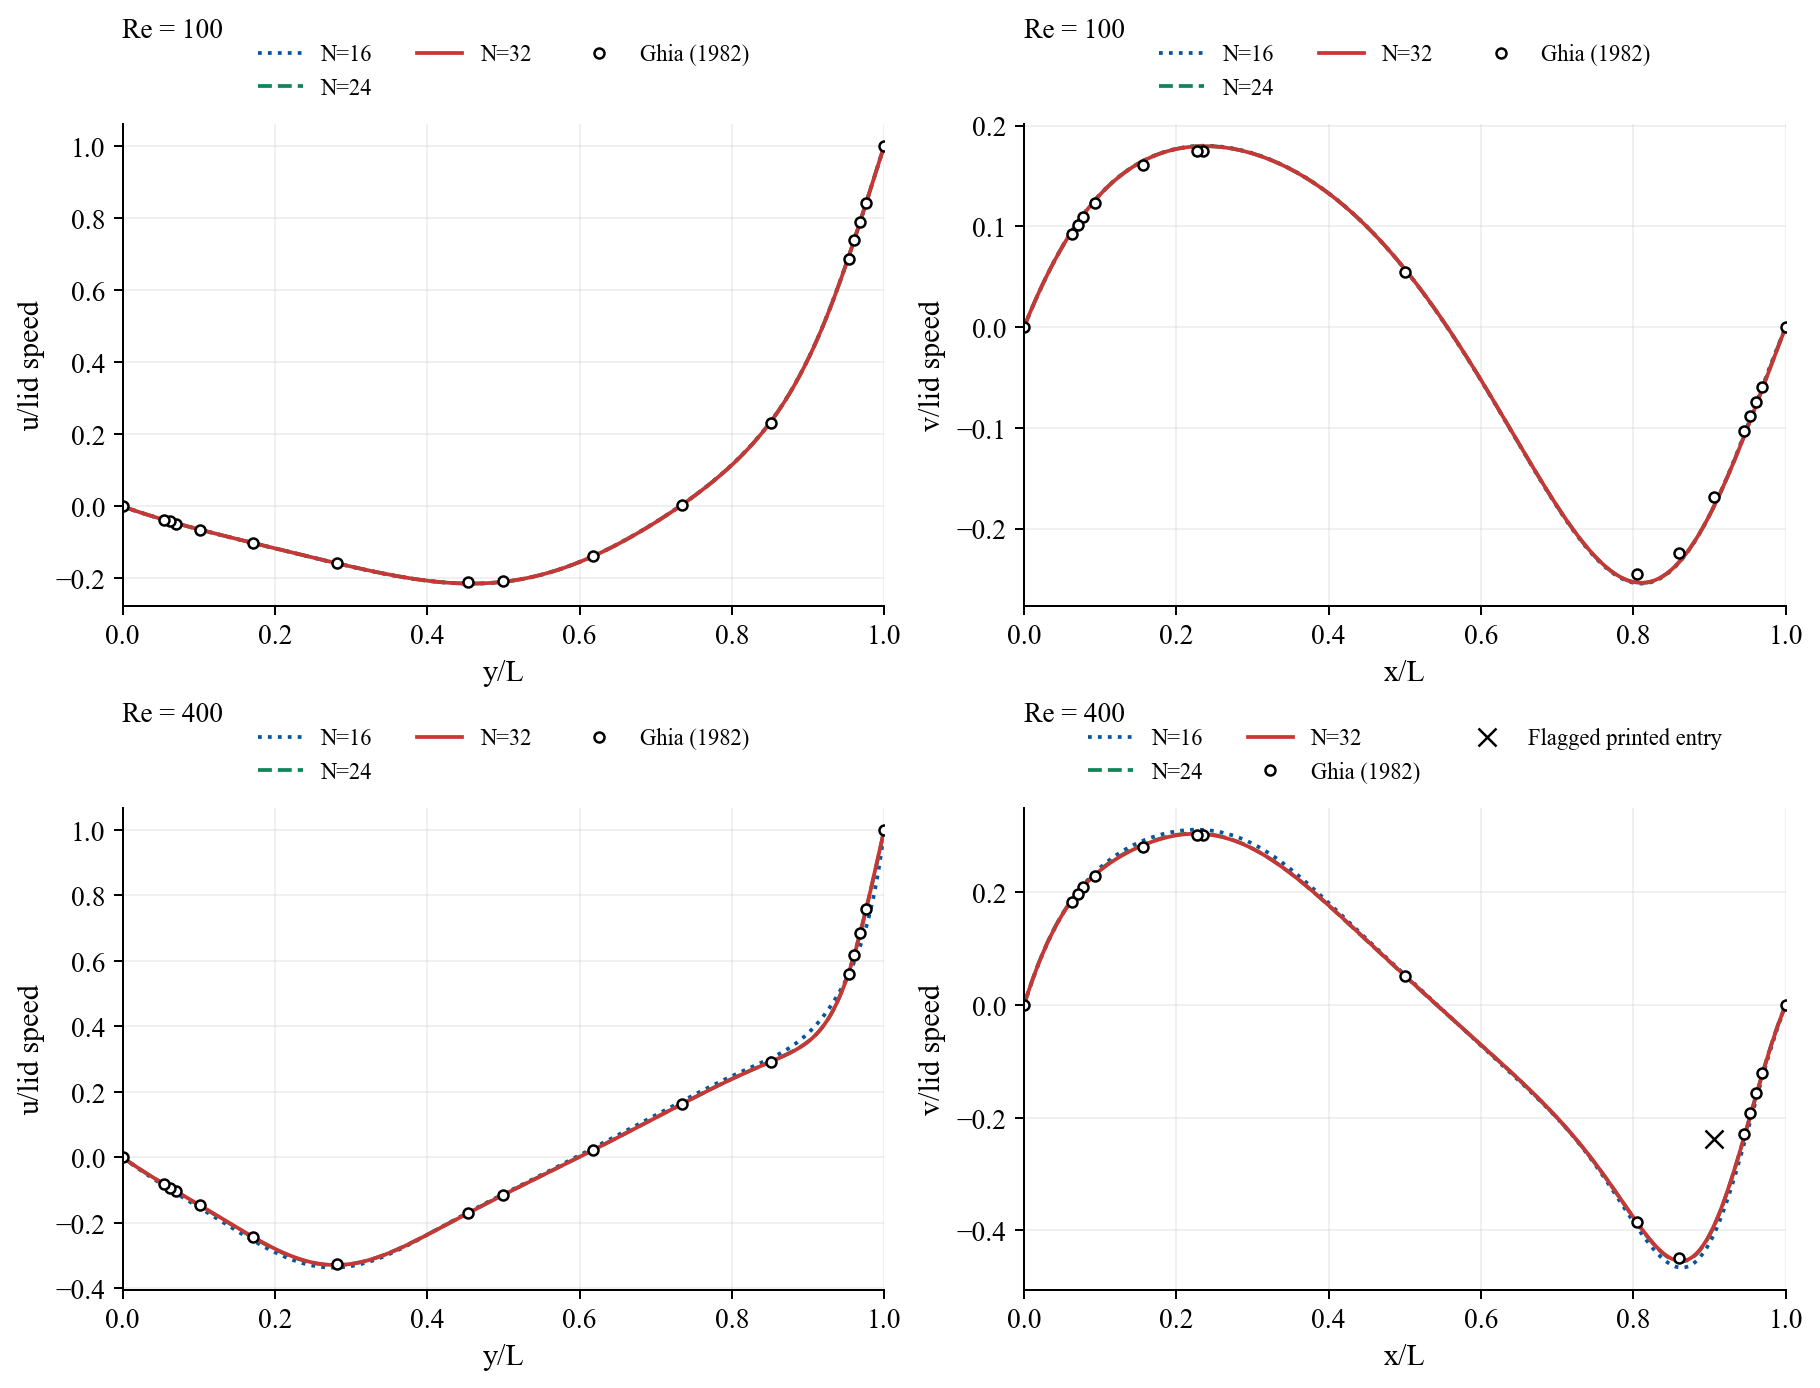 Re = 100
N=16 N=32 Ghia (1982)
N=24
1.0
0.8
0.6
0.4
0.2
0.0
−0.2
u/lid speed
0.0 0.2 0.4 0.6 0.8 1.0
y/L
Re = 100
N=16 N=32 Ghia (1982)
N=24
0.2
0.1
0.0
−0.1
−0.2
v/lid speed
0.0 0.2 0.4 0.6 0.8 1.0
x/L
Re = 400
N=16 N=32 Ghia (1982)
N=24
1.0
0.8
0.6
0.4
0.2
0.0
−0.2
−0.4
u/lid speed
0.0 0.2 0.4 0.6 0.8 1.0
y/L
Re = 400
N=16 N=32 Flagged printed entry
N=24 Ghia (1982)
0.2
0.0
−0.2
−0.4
v/lid speed
0.0 0.2 0.4 0.6 0.8 1.0
x/L